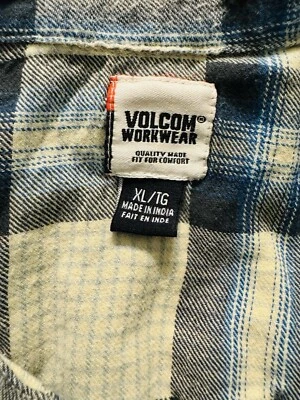 VOLCOM®
WORKWEAR
QUALITY MADE
FIT FOR COMFORT
XL/TG
MADE IN INDIA
FAIT EN INDE